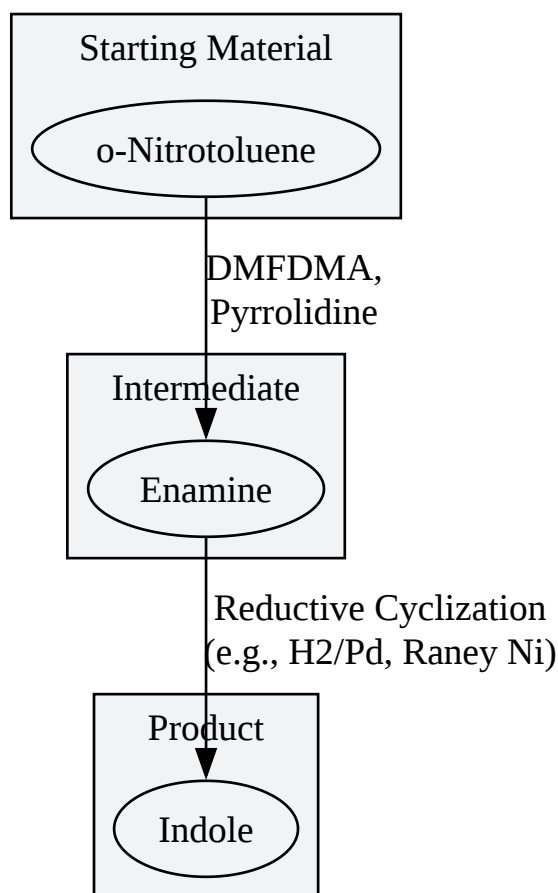 Starting Material
o-Nitrotoluene
DMFDMA,
Pyrrolidine
Intermediate
Enamine
Reductive Cyclization
(e.g., H2/Pd, Raney Ni)
Product
Indole